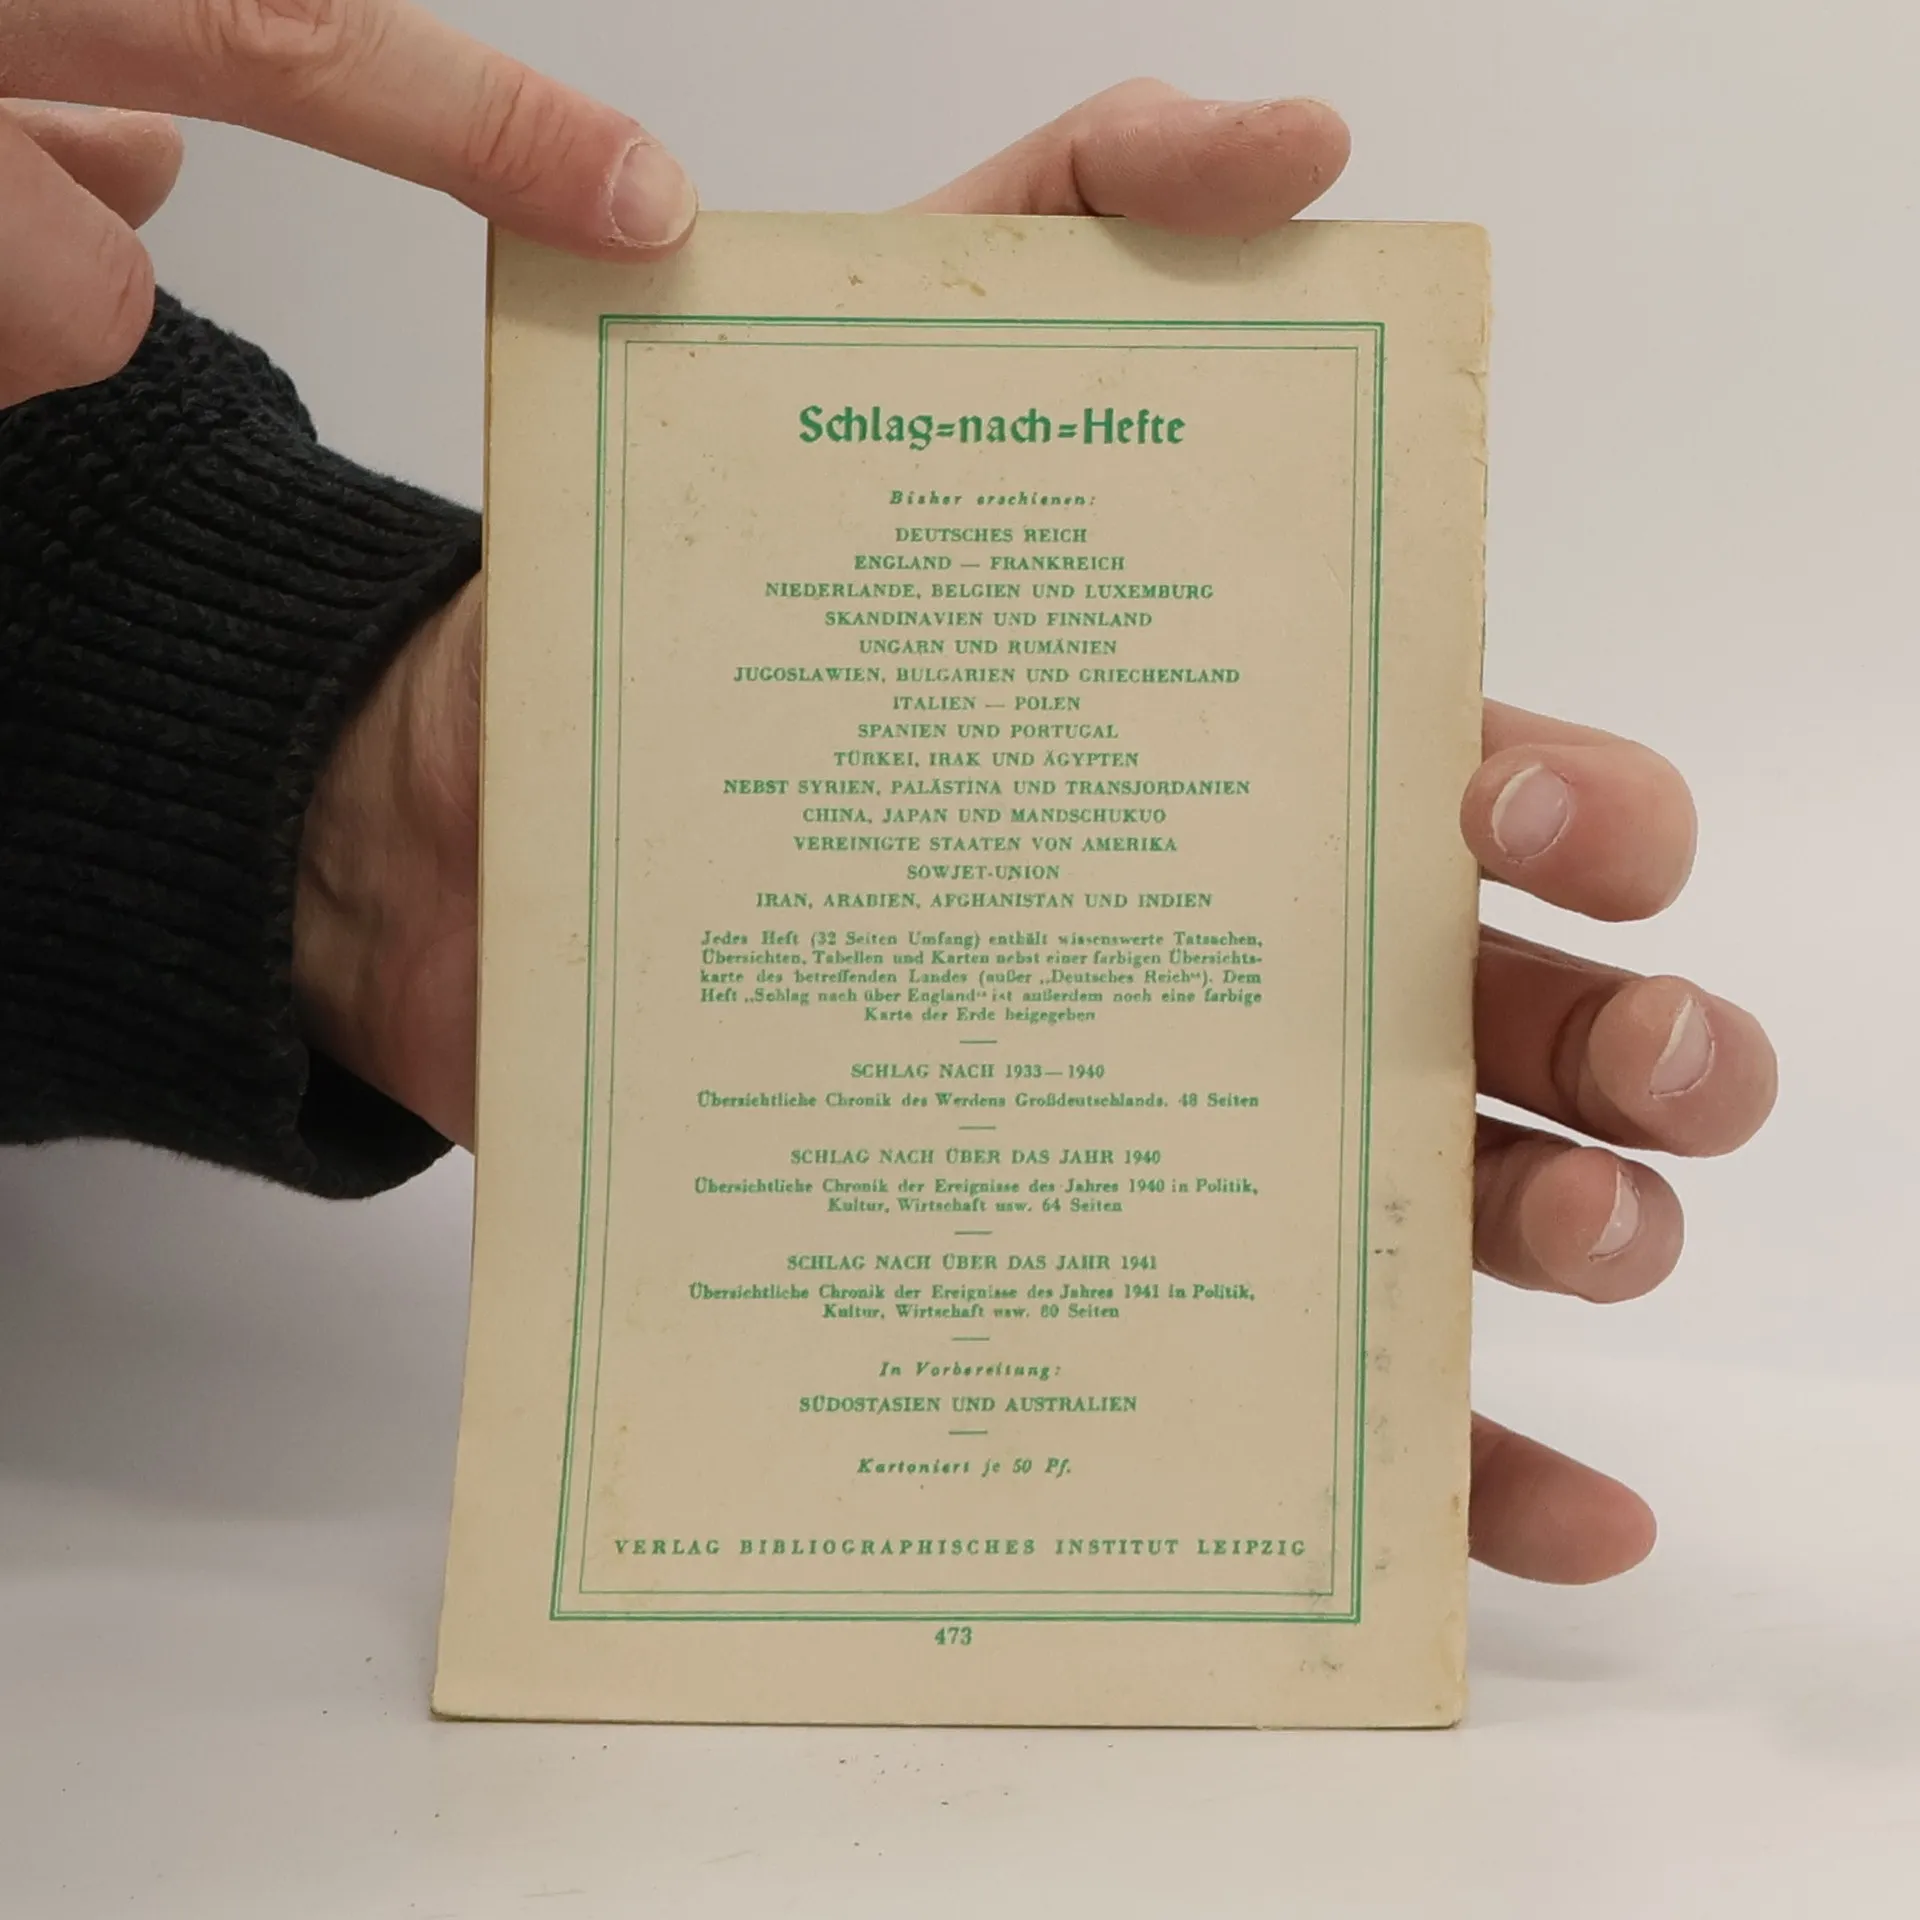 Schlag=nach=Hefte
Bisher erschienen:
DEUTSCHES REICH
ENGLAND — FRANKREICH
NIEDERLANDE, BELGIEN UND LUXEMBURG
SKANDINAVIEN UND FINNLAND
UNGARN UND RUMÄNIEN
JUGOSLAWIEN, BULGARIEN UND GRIECHENLAND
ITALIEN — POLEN
SPANIEN UND PORTUGAL
TÜRKEI, IRAK UND ÄGYPTEN
NEBST SYRIEN, PALÄSTINA UND TRANSJORDANIEN
CHINA, JAPAN UND MANDSCHUKUO
VEREINIGTE STAATEN VON AMERIKA
SOWJET-UNION
IRAN, ARABIEN, AFGHANISTAN UND INDIEN
Jedes Heft (32 Seiten Umfang) enthält wissenswerte Tatsachen,
Übersichten, Tabellen und Karten nebst einer farbigen Übersichts-
karte des betreffenden Landes (außer „Deutsches Reich“). Dem
Heft „Schlag nach über England“ ist außerdem noch eine farbige
Karte der Erde beigegeben
SCHLAG NACH 1933—1940
Übersichtliche Chronik des Werdens Großdeutschlands. 48 Seiten
SCHLAG NACH ÜBER DAS JAHR 1940
Übersichtliche Chronik der Ereignisse des Jahres 1940 in Politik,
Kultur, Wirtschaft usw. 64 Seiten
SCHLAG NACH ÜBER DAS JAHR 1941
Übersichtliche Chronik der Ereignisse des Jahres 1941 in Politik,
Kultur, Wirtschaft usw. 80 Seiten
In Vorbereitung:
SÜDOSTASIEN UND AUSTRALIEN
Kartoniert je 50 Pf.
VERLAG BIBLIOGRAPHISCHES INSTITUT LEIPZIG
473